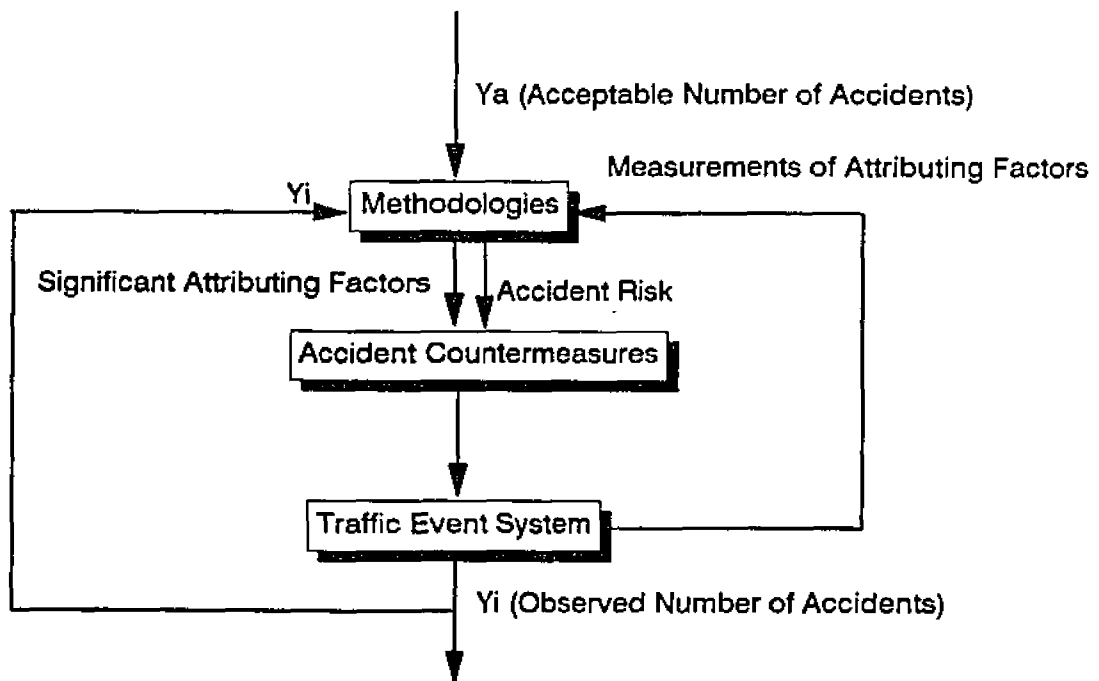 Ya (Acceptable Number of Accidents)
Measurements of Attributing Factors
Yi
Methodologies
Significant Attributing Factors
Accident Risk
Accident Countermeasures
Traffic Event System
Yi (Observed Number of Accidents)